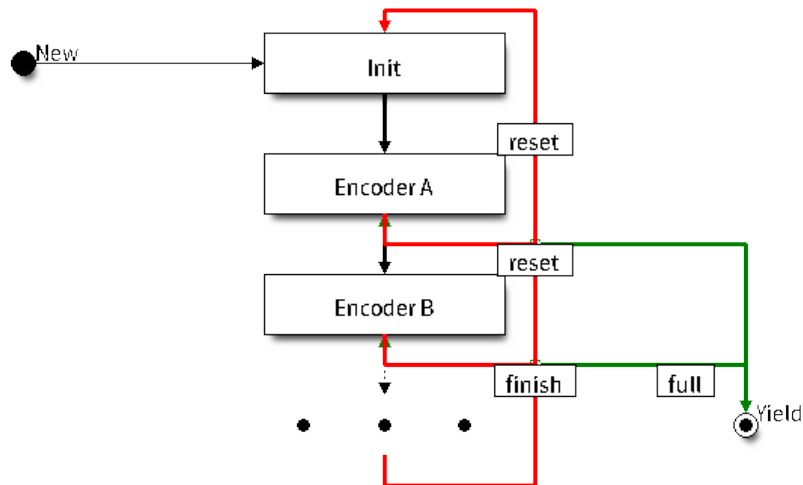 New
Init
reset
Encoder A
reset
Encoder B
finish
full
Yield